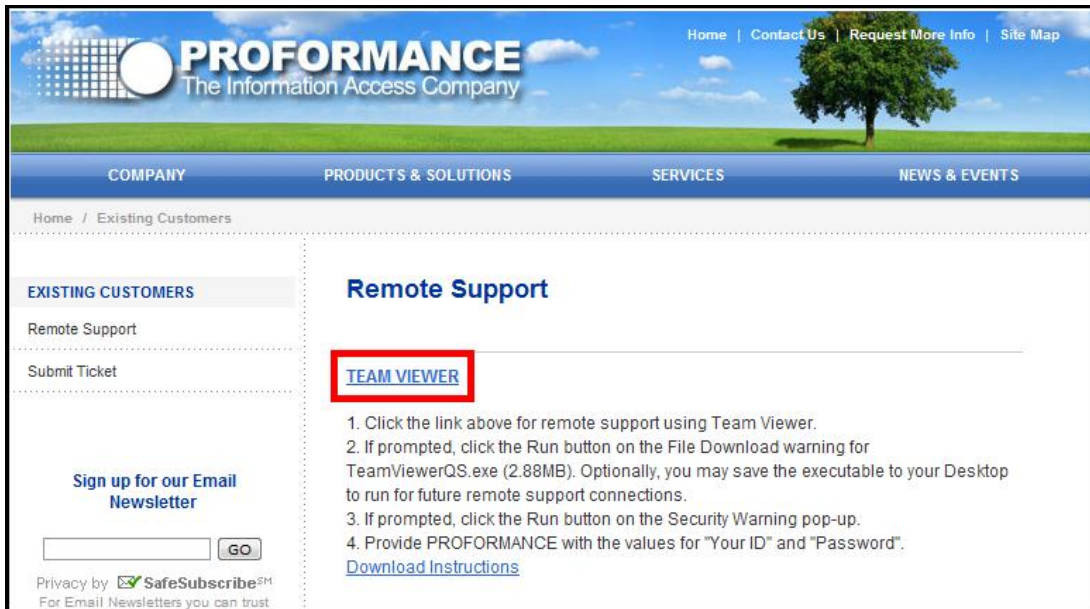 Home | Contact Us | Request More Info | Site Map
PROFORMANCE
The Information Access Company
COMPANY PRODUCTS & SOLUTIONS SERVICES NEWS & EVENTS
Home / Existing Customers
EXISTING CUSTOMERS
Remote Support
Submit Ticket
Sign up for our Email
Newsletter
GO
Privacy by SafeSubscribe SM
For Email Newsletters you can trust
Remote Support
TEAM VIEWER
1. Click the link above for remote support using Team Viewer.
2. If prompted, click the Run button on the File Download warning for
TeamViewerQS.exe (2.88MB). Optionally, you may save the executable to your Desktop
to run for future remote support connections.
3. If prompted, click the Run button on the Security Warning pop-up.
4. Provide PROFORMANCE with the values for "Your ID" and "Password".
Download Instructions